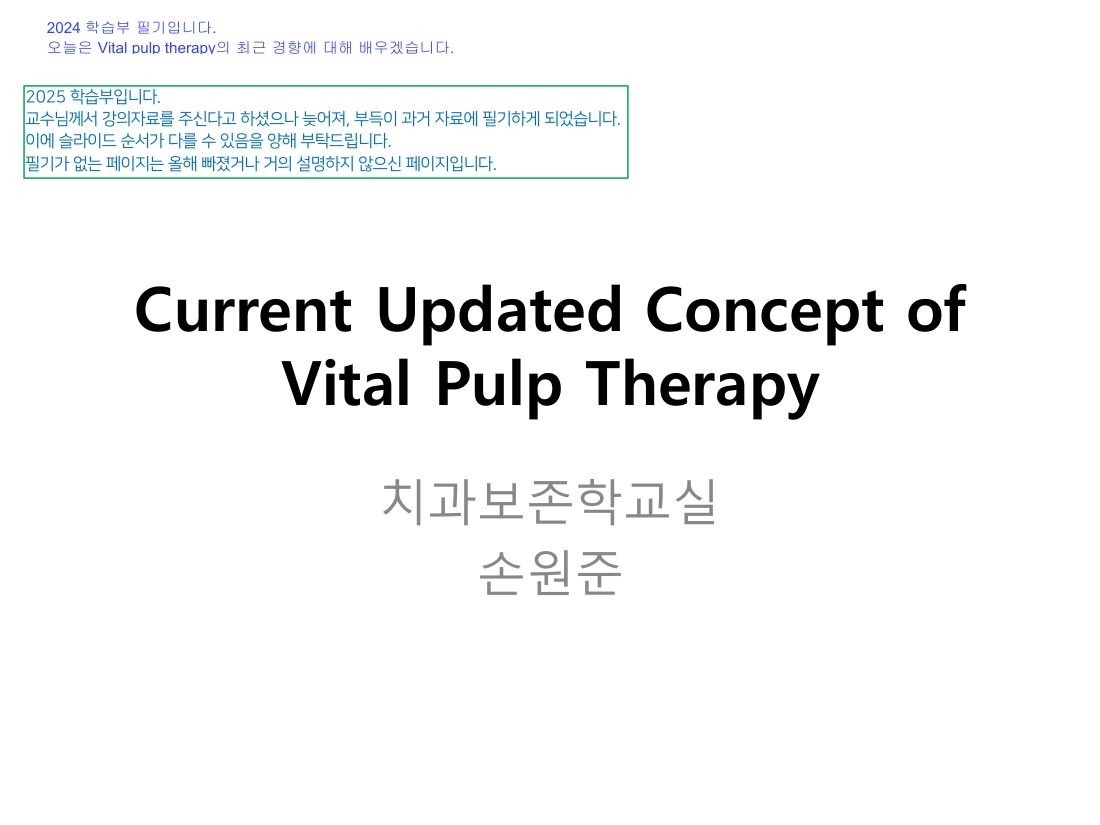 2024 학습부 필기입니다.
오늘은 Vital pulp therapy의 최근 경향에 대해 배우겠습니다.
2025 학습부입니다.
교수님께서 강의자료를 주신다고 하셨으나 늦어져, 부득이 과거 자료에 필기하게 되었습니다.
이에 슬라이드 순서가 다를 수 있음을 양해 부탁드립니다.
필기가 없는 페이지는 올해 빠졌거나 거의 설명하지 않으신 페이지입니다.
Current Updated Concept of
Vital Pulp Therapy
치과보존학교실
손원준